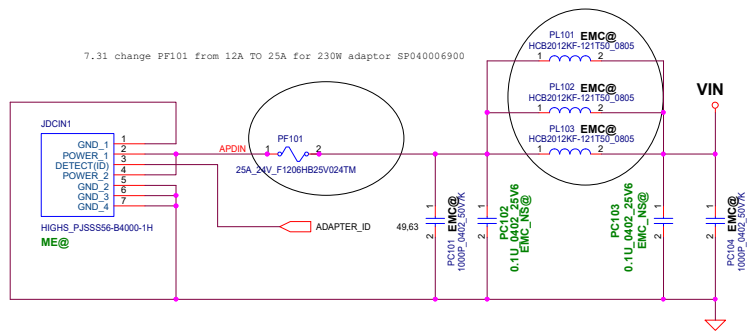 7.31 change PF101 from 12A TO 25A for 230W adaptor SP040006900
PL101 EMC@
HCB2012KF-121T50_0805
1 2
PL102 EMC@
HCB2012KF-121T50_0805
1 2
PL103 EMC@
HCB2012KF-121T50_0805
1 2
VIN
JDCIN1
GND_1 1
POWER_1 2
DETECT(ID) 3
POWER_2 4
GND_2 5
GND_3 6
GND_4 7
HIGHS_PJSSS56-B4000-1H
ME@
APDIN
PF101
1 2
25A_24V_F1206HB25V024TM
ADAPTER_ID 49,63
1
2
PC101 EMC@
1000P_0402_50V7K
1
2
PC102
0.1U_0402_25V6
EMC_NS@
1
2
PC103
0.1U_0402_25V6
EMC_NS@
1
2
PC104 EMC@
1000P_0402_50V7K